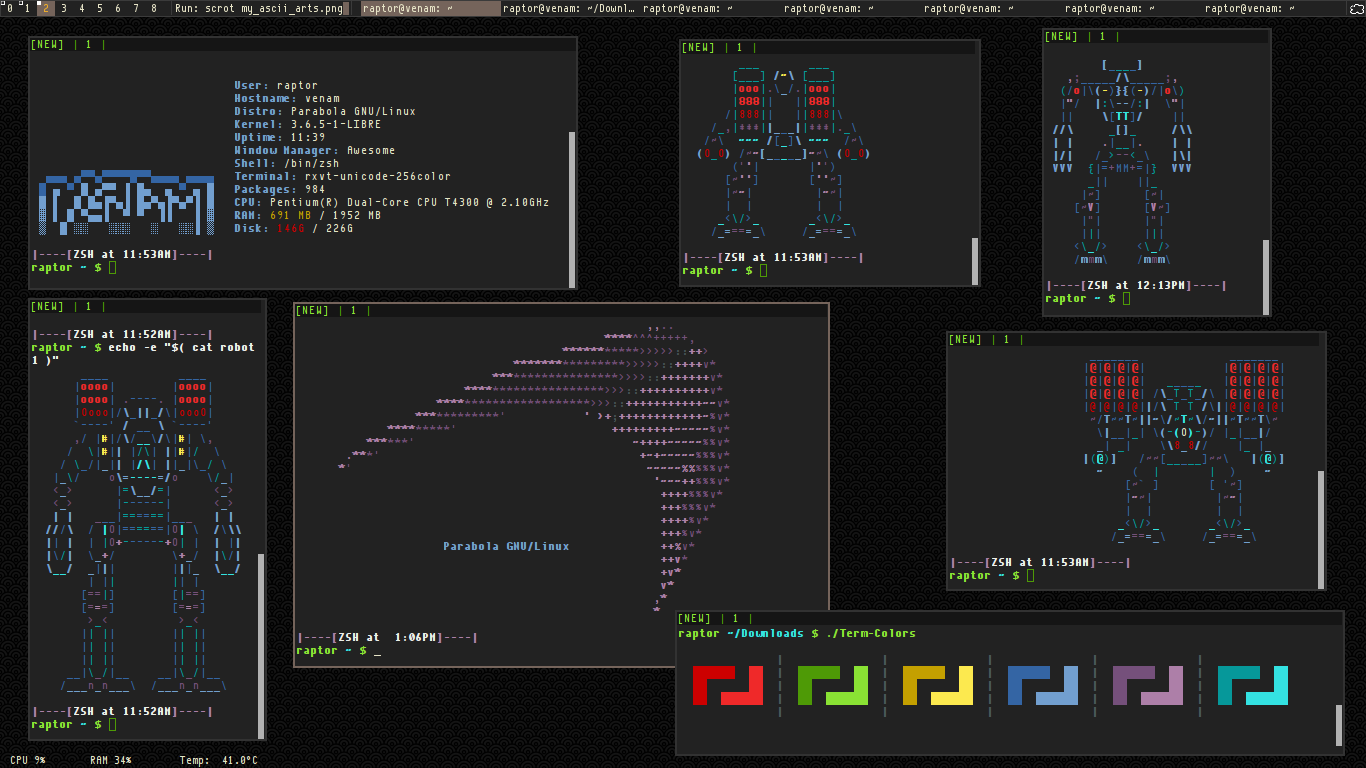 0 1 2 3 4 5 6 7 8 Run: scrot my_ascii_arts.png raptor@venam: ~ raptor@venam: ~/Downl… raptor@venam: ~ raptor@venam: ~ raptor@venam: ~ raptor@venam: ~ raptor@venam: ~
[NEW] | 1 |
User: raptor
Hostname: venam
Distro: Parabola GNU/Linux
Kernel: 3.6.5-1-LIBRE
Uptime: 11:39
Window Manager: Awesome
Shell: /bin/zsh
Terminal: rxvt-unicode-256color
Packages: 984
CPU: Pentium(R) Dual-Core CPU T4300 @ 2.10GHz
RAM: 691 MB / 1952 MB
Disk: 146G / 226G
|----[ZSH at 11:53AM]----|
raptor ~ $
[NEW] | 1 |
|----[ZSH at 11:53AM]----|
raptor ~ $
[NEW] | 1 |
|----[ZSH at 12:13PM]----|
raptor ~ $
[NEW] | 1 |
|----[ZSH at 11:52AM]----|
raptor ~ $ echo -e "$( cat robot
1 )"
|----[ZSH at 11:52AM]----|
raptor ~ $
[NEW] | 1 |
Parabola GNU/Linux
|----[ZSH at  1:06PM]----|
raptor ~ $ _
[NEW] | 1 |
|----[ZSH at 11:53AM]----|
raptor ~ $
[NEW] | 1 |
raptor ~/Downloads $ ./Term-Colors
CPU 9% RAM 34% Temp: 41.0°C